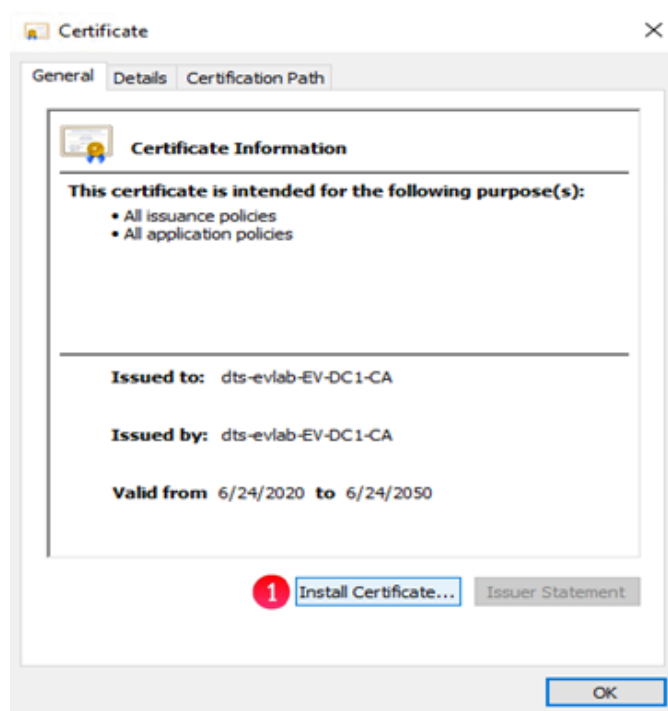 Certificate
General Details Certification Path
Certificate Information
This certificate is intended for the following purpose(s):
• All issuance policies
• All application policies
Issued to: dts-evlab-EV-DC1-CA
Issued by: dts-evlab-EV-DC1-CA
Valid from 6/24/2020 to 6/24/2050
1 Install Certificate... Issuer Statement
OK